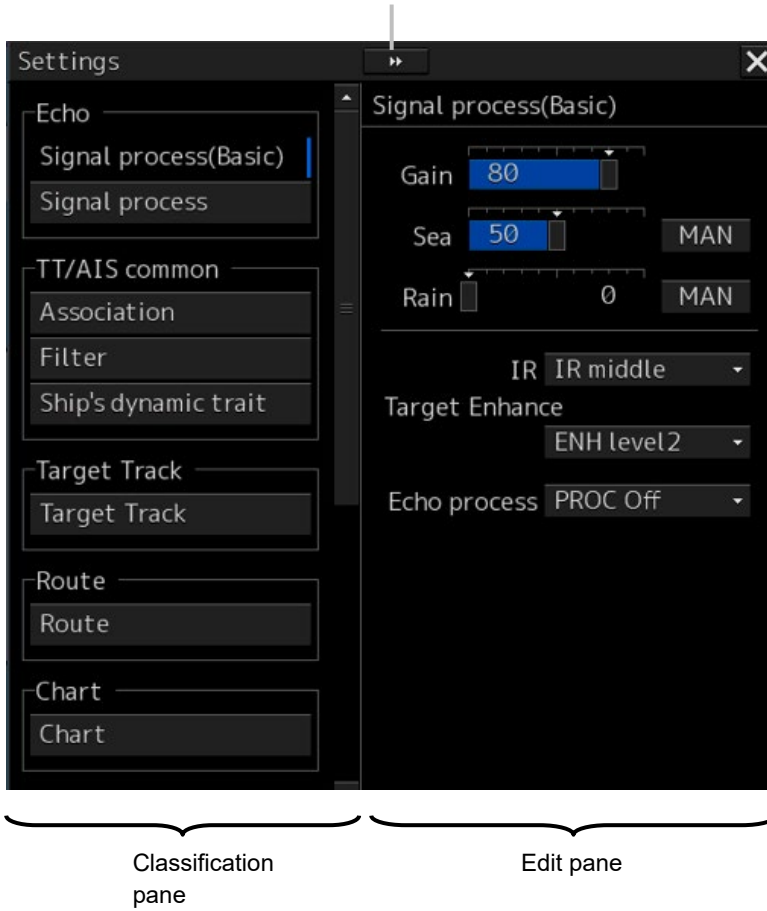 Settings
Echo
Signal process(Basic)
Signal process
TT/AIS common
Association
Filter
Ship's dynamic trait
Target Track
Target Track
Route
Route
Chart
Chart
Signal process(Basic)
Gain 80
Sea 50 MAN
Rain 0 MAN
IR IR middle
Target Enhance
ENH level2
Echo process PROC Off
Classification
pane
Edit pane